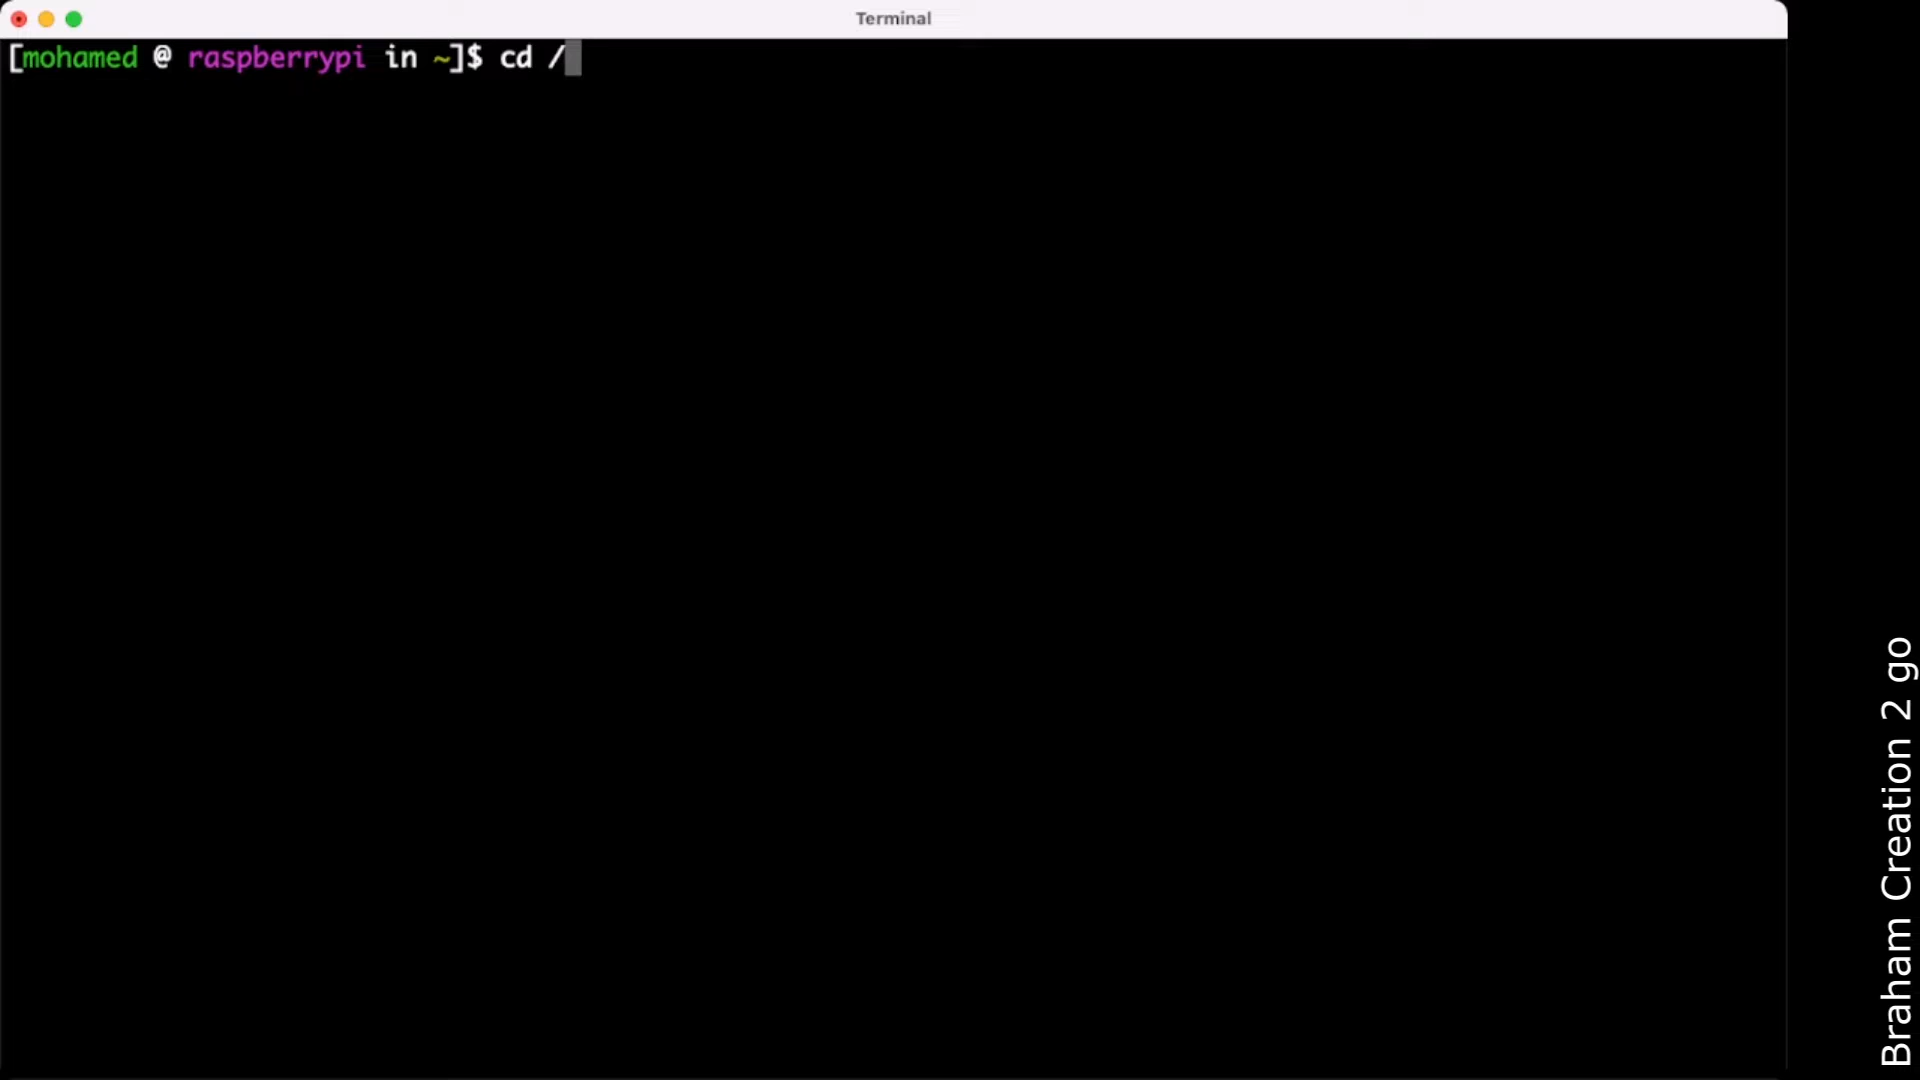 Terminal
[mohamed @ raspberrypi in ~]$ cd /
Braham Creation 2 go